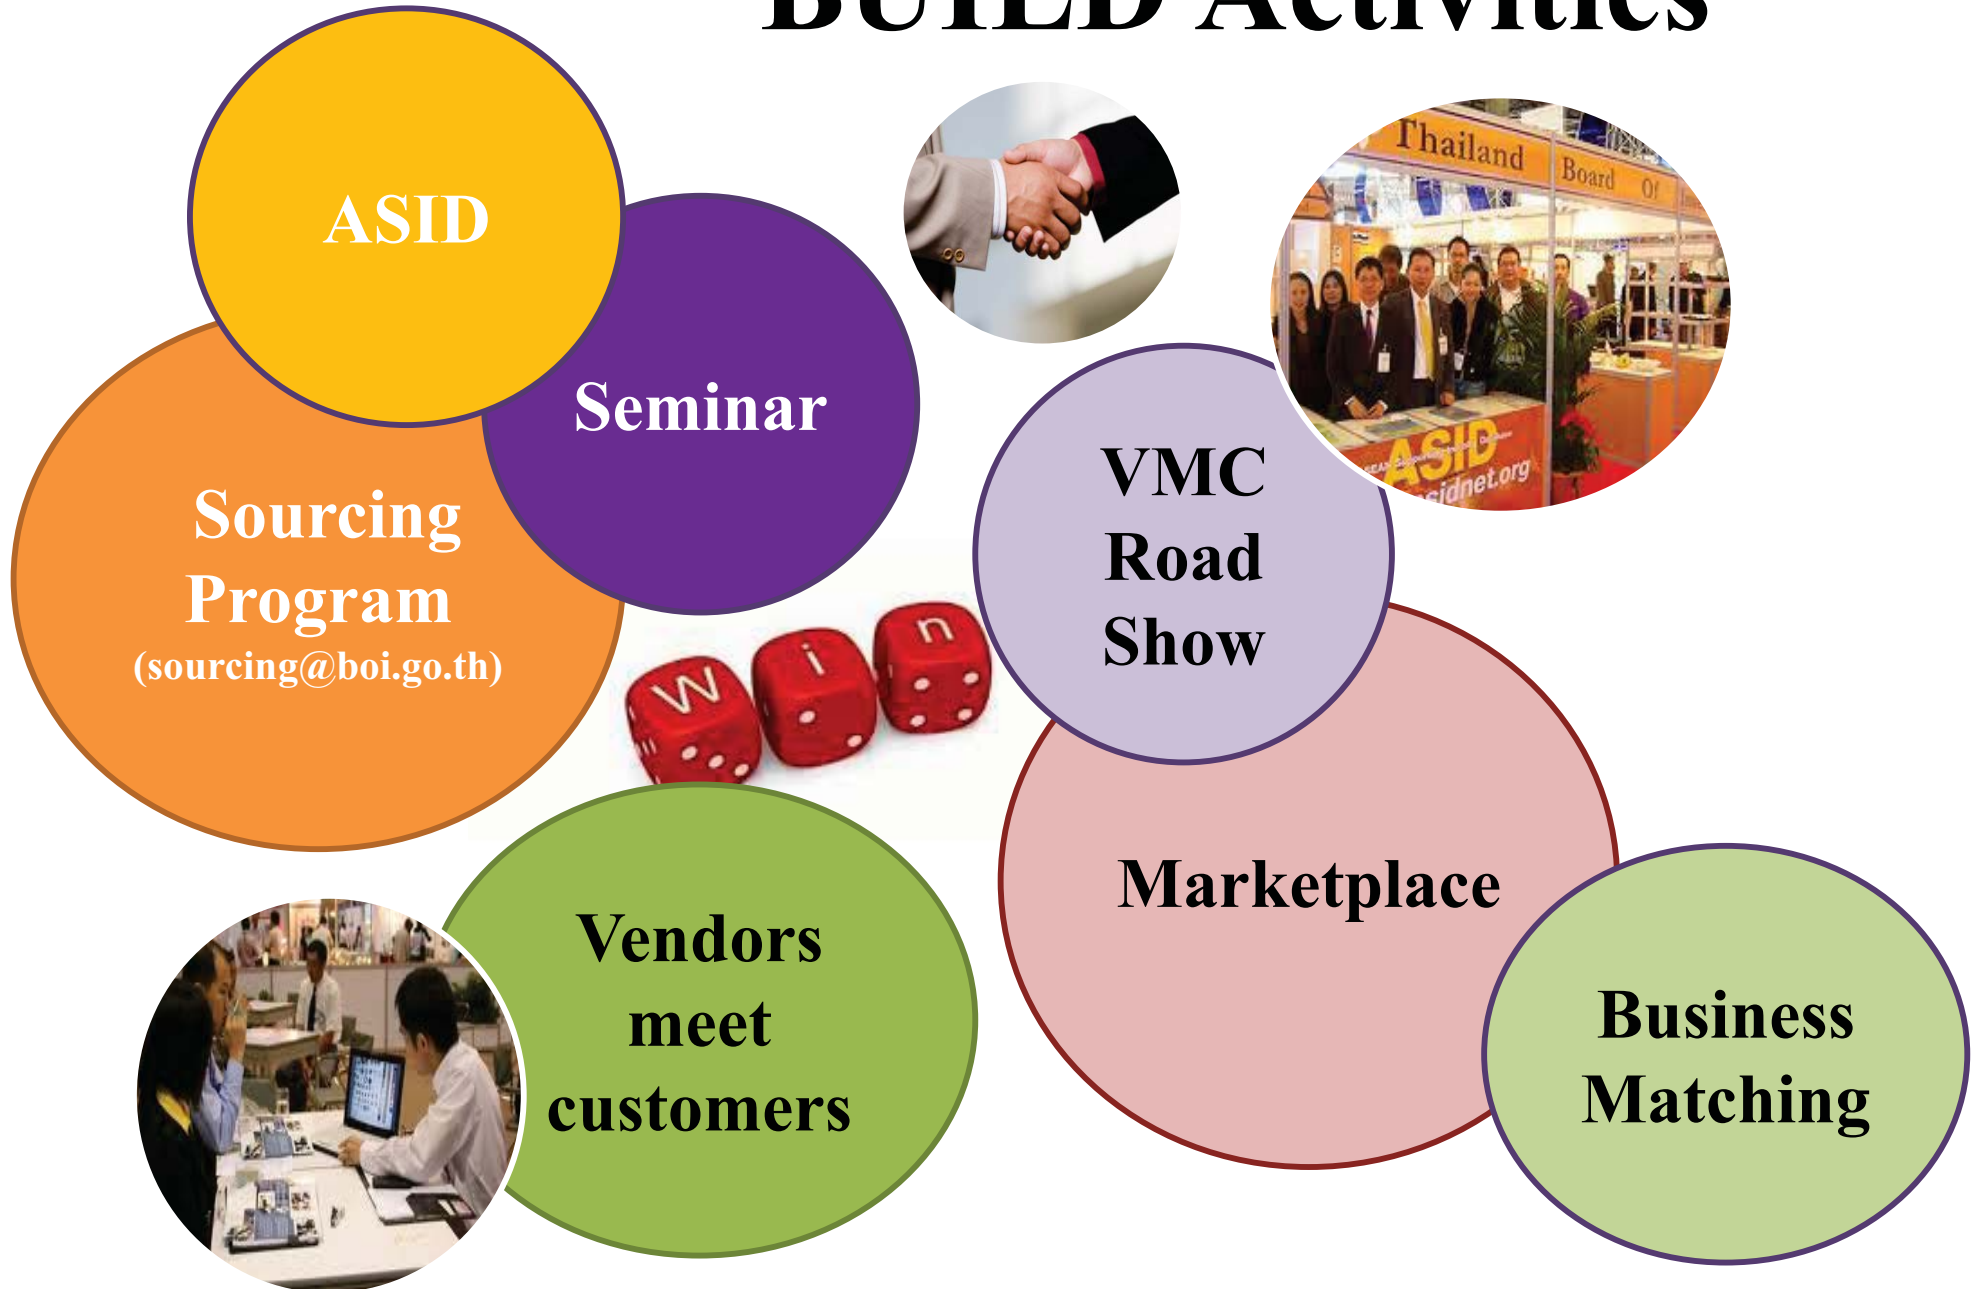 BUILD Activities
ASID
Seminar
Sourcing
Program
(sourcing@boi.go.th)
Thailand Board Of
ASID
sidnet.org
VMC
Road
Show
W i n
Marketplace
Vendors
meet
customers
Business
Matching